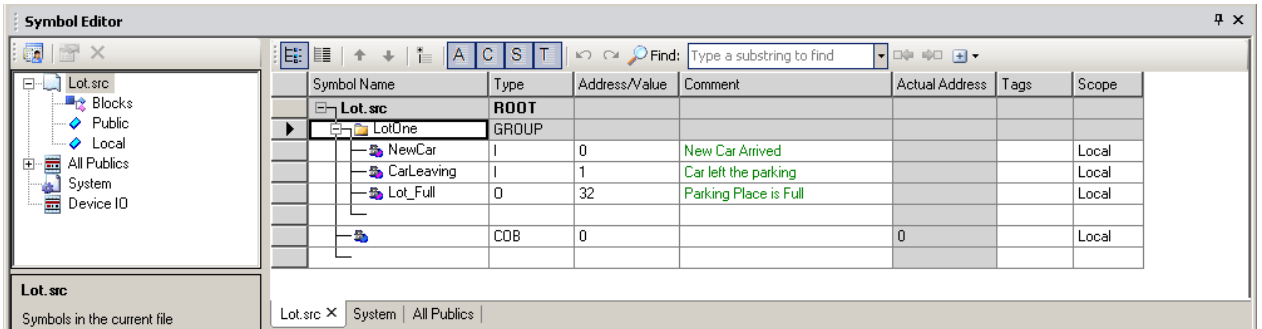 Symbol Editor
A C S T Find: Type a substring to find
Lot.src
Blocks
Public
Local
All Publics
System
Device IO
Lot.src
Symbols in the current file
Symbol Name Type Address/Value Comment Actual Address Tags Scope
Lot.src ROOT
LotOne GROUP
NewCar I 0 New Car Arrived Local
CarLeaving I 1 Car left the parking Local
Lot_Full O 32 Parking Place is Full Local
COB 0 0 Local
Lot.src System All Publics